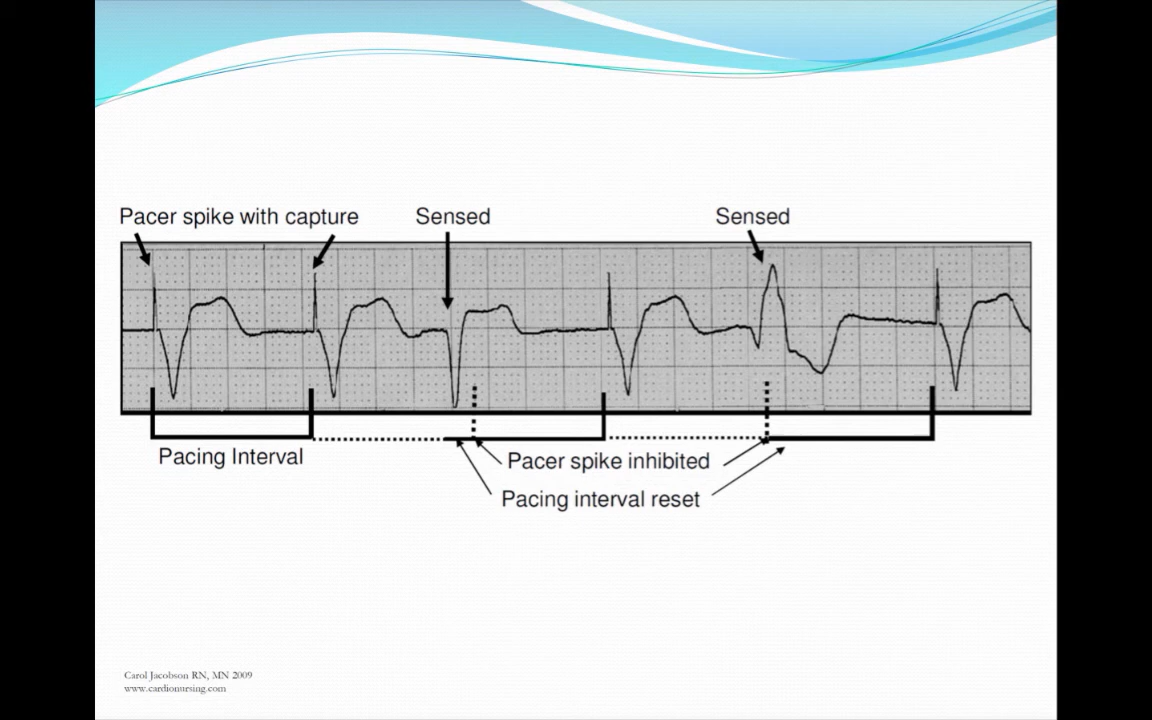 Pacer spike with capture
Sensed
Sensed
Pacing Interval
Pacer spike inhibited
Pacing interval reset
Carol Jacobson RN, MN 2009
www.cardionursing.com